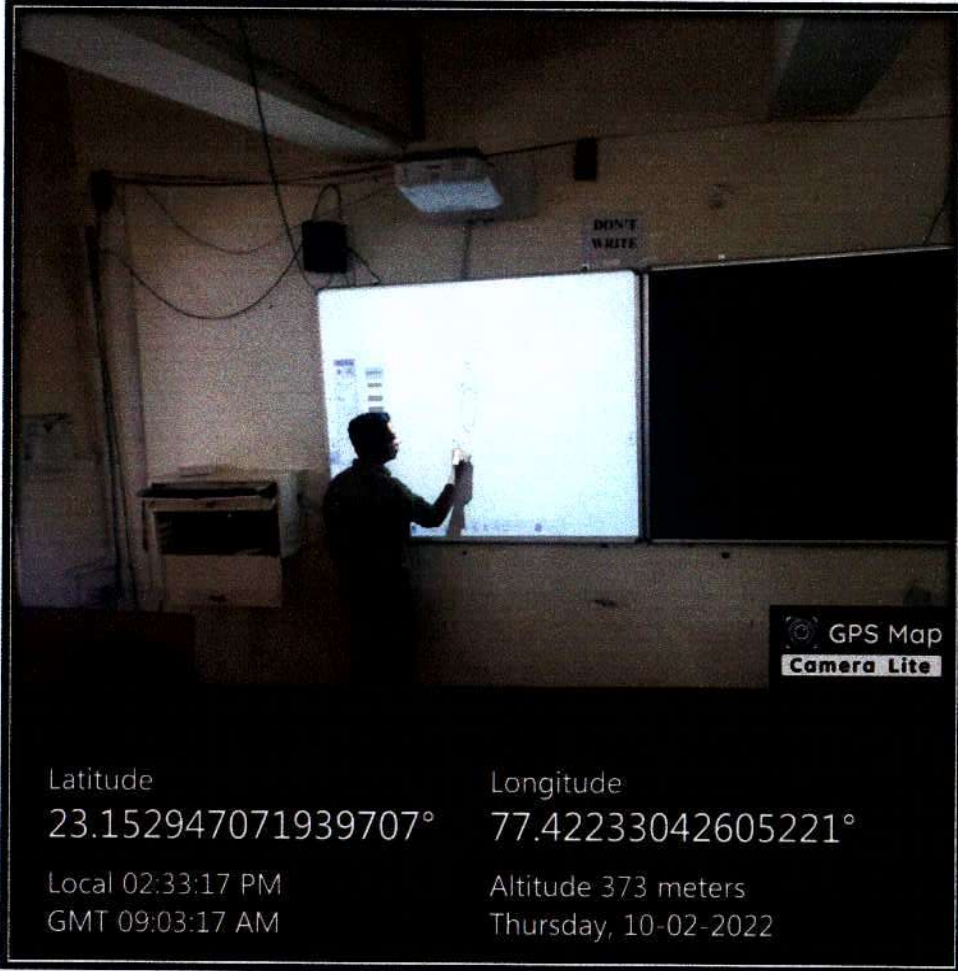 DON'T
WRITE
GPS Map
Camera Lite
Latitude
23.152947071939707°
Longitude
77.42233042605221°
Local 02:33:17 PM
GMT 09:03:17 AM
Altitude 373 meters
Thursday, 10-02-2022